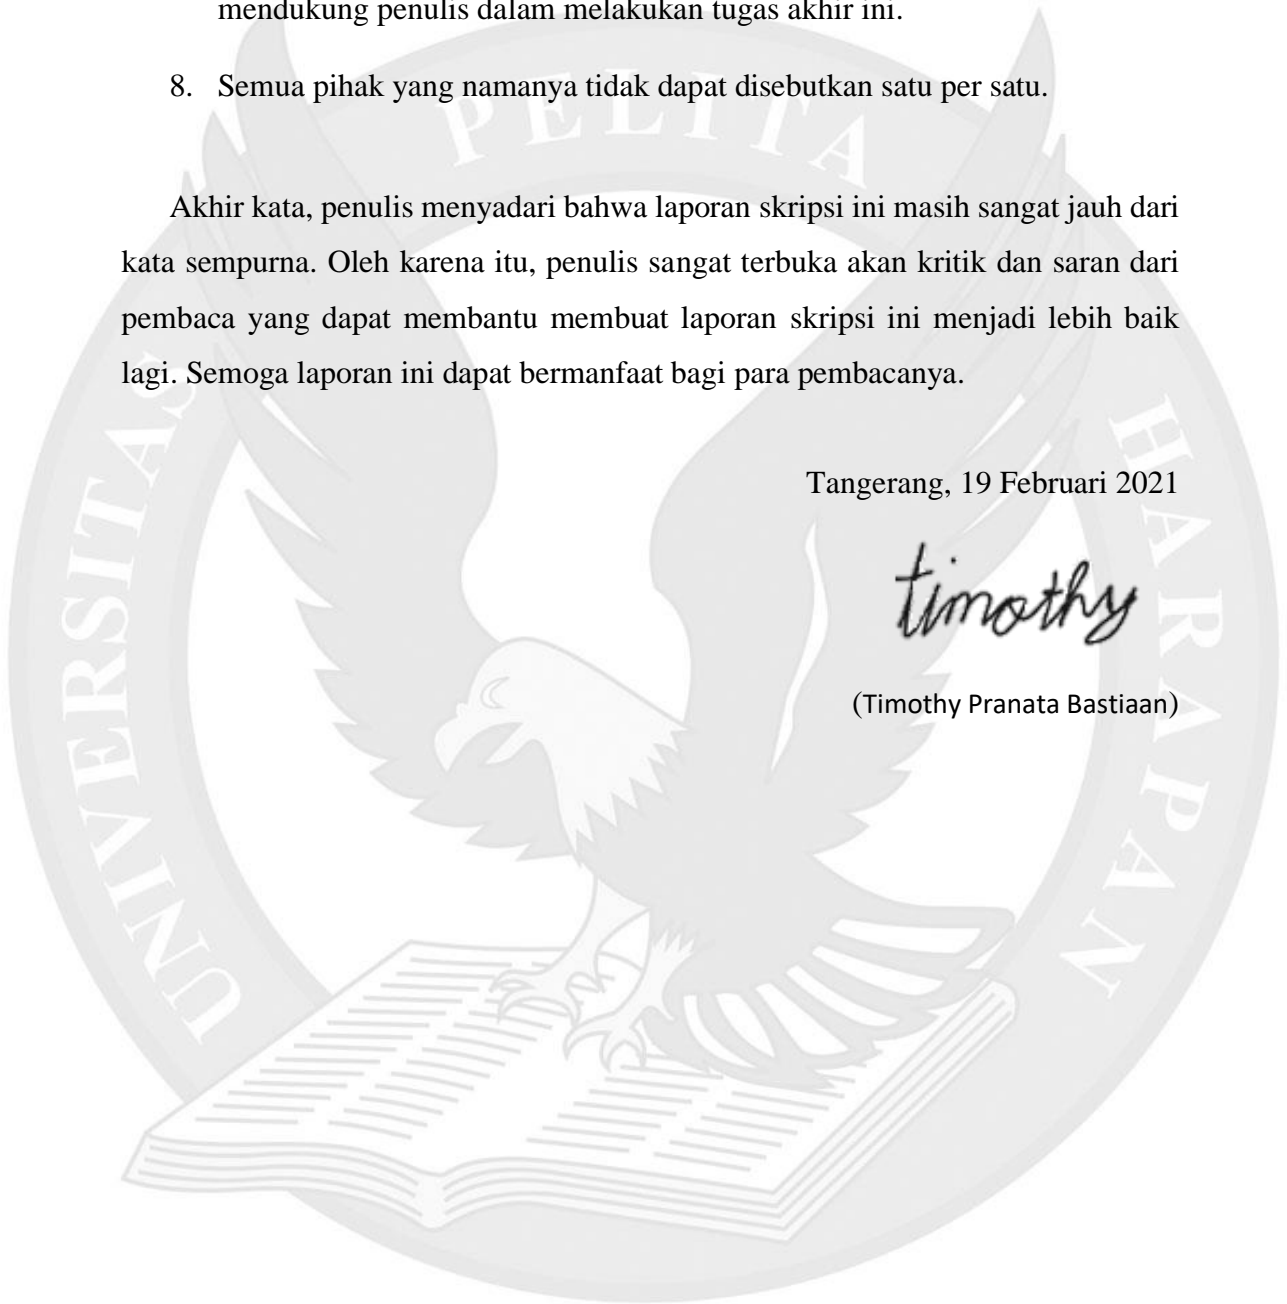 mendukung penulis dalam melakukan tugas akhir ini.
8. Semua pihak yang namanya tidak dapat disebutkan satu per satu.
Akhir kata, penulis menyadari bahwa laporan skripsi ini masih sangat jauh dari
kata sempurna. Oleh karena itu, penulis sangat terbuka akan kritik dan saran dari
pembaca yang dapat membantu membuat laporan skripsi ini menjadi lebih baik
lagi. Semoga laporan ini dapat bermanfaat bagi para pembacanya.
Tangerang, 19 Februari 2021
timothy
(Timothy Pranata Bastiaan)
UNIVERSITAS PELITA HARAPAN